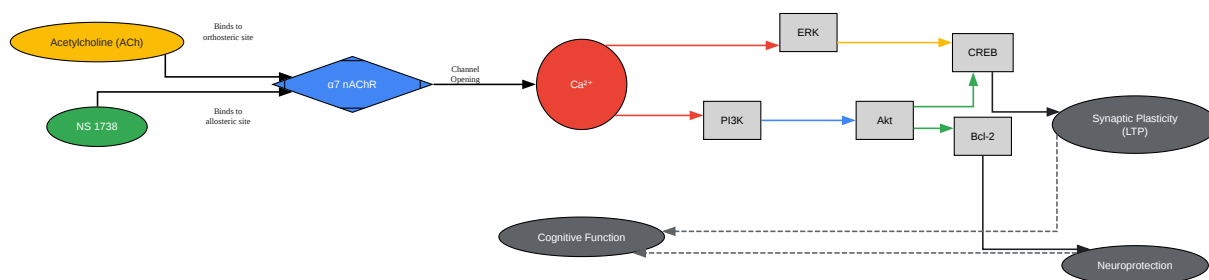 Acetylcholine (ACh)
Binds to
orthosteric site
NS 1738
Binds to
allosteric site
α7 nAChR
Channel
Opening
Ca²⁺
ERK
CREB
PI3K
Akt
Bcl-2
Synaptic Plasticity
(LTP)
Cognitive Function
Neuroprotection